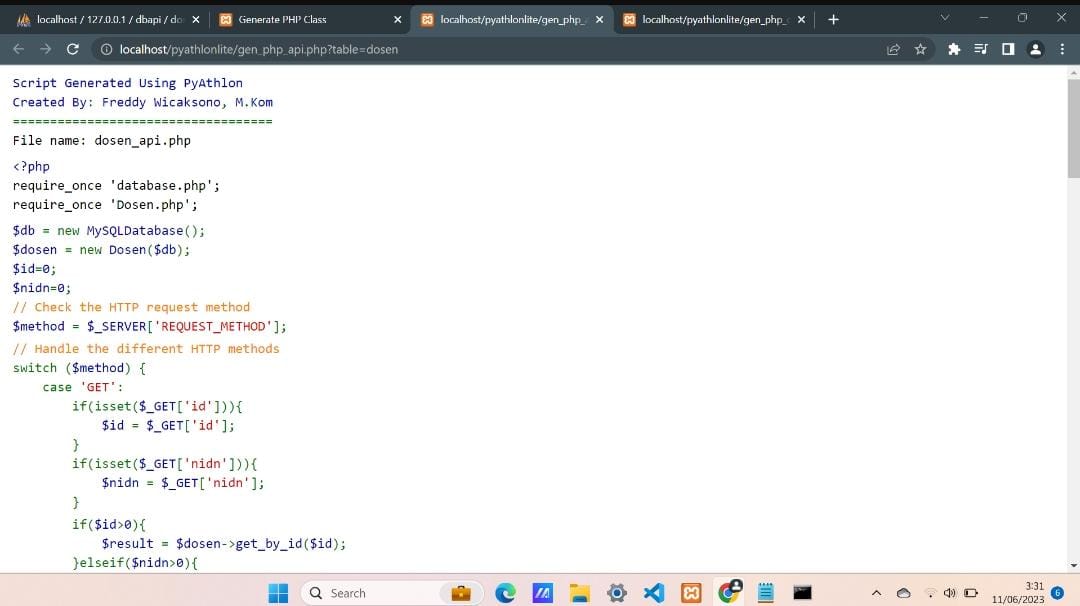 localhost / 127.0.0.1 / dbapi / do
Generate PHP Class
localhost/pyathlonlite/gen_php_
localhost/pyathlonlite/gen_php_
localhost/pyathlonlite/gen_php_api.php?table=dosen
Script Generated Using PyAthlon
Created By: Freddy Wicaksono, M.Kom
===================================
File name: dosen_api.php
<?php
require_once 'database.php';
require_once 'Dosen.php';
$db = new MySQLDatabase();
$dosen = new Dosen($db);
$id=0;
$nidn=0;
// Check the HTTP request method
$method = $_SERVER['REQUEST_METHOD'];
// Handle the different HTTP methods
switch ($method) {
    case 'GET':
        if(isset($_GET['id'])){
            $id = $_GET['id'];
        }
        if(isset($_GET['nidn'])){
            $nidn = $_GET['nidn'];
        }
        if($id>0){
            $result = $dosen->get_by_id($id);
        }elseif($nidn>0){
Search
3:31
11/06/2023
6